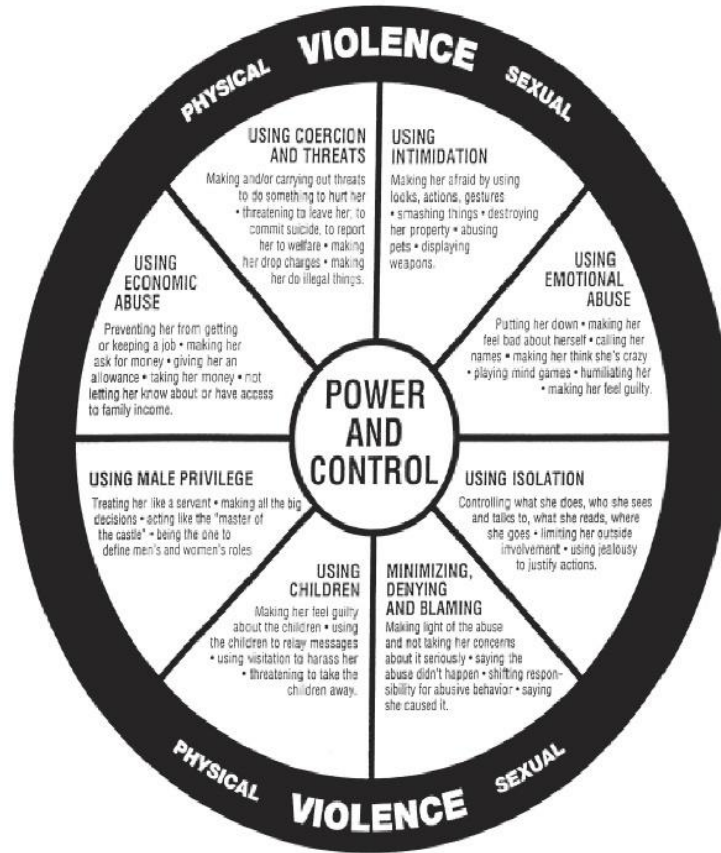 PHYSICAL VIOLENCE SEXUAL
USING COERCION
AND THREATS
Making and/or carrying out threats
to do something to hurt her
• threatening to leave her, to
commit suicide, to report
her to welfare • making
her drop charges • making
her do illegal things.
USING
INTIMIDATION
Making her afraid by using
looks, actions, gestures
• smashing things • destroying
her property • abusing
pets • displaying
weapons.
USING
EMOTIONAL
ABUSE
Putting her down • making her
feel bad about herself • calling her
names • making her think she's crazy
• playing mind games • humiliating her
• making her feel guilty.
USING ISOLATION
Controlling what she does, who she sees
and talks to, what she reads, where
she goes • limiting her outside
involvement • using jealousy
to justify actions.
MINIMIZING,
DENYING
AND BLAMING
Making light of the abuse
and not taking her concerns
about it seriously • saying the
abuse didn't happen • shifting respon-
sibility for abusive behavior • saying
she caused it.
USING
CHILDREN
Making her feel guilty
about the children • using
the children to relay messages
• using visitation to harass her
• threatening to take the
children away.
USING MALE PRIVILEGE
Treating her like a servant • making all the big
decisions • acting like the "master of
the castle" • being the one to
define men's and women's roles
USING
ECONOMIC
ABUSE
Preventing her from getting
or keeping a job • making her
ask for money • giving her an
allowance • taking her money • not
letting her know about or have access
to family income.
POWER
AND
CONTROL
PHYSICAL VIOLENCE SEXUAL